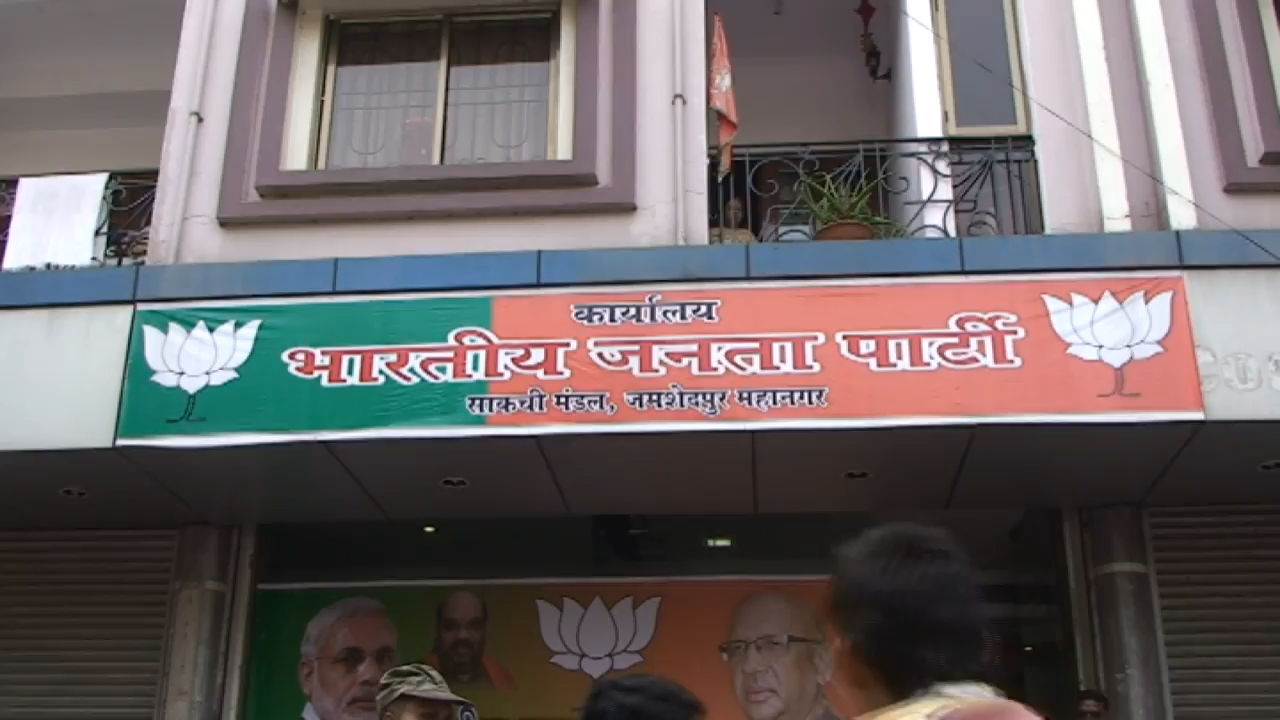 कार्यालय
भारतीय जनता पार्टी
साकची मंडल, जमशेदपुर महानगर